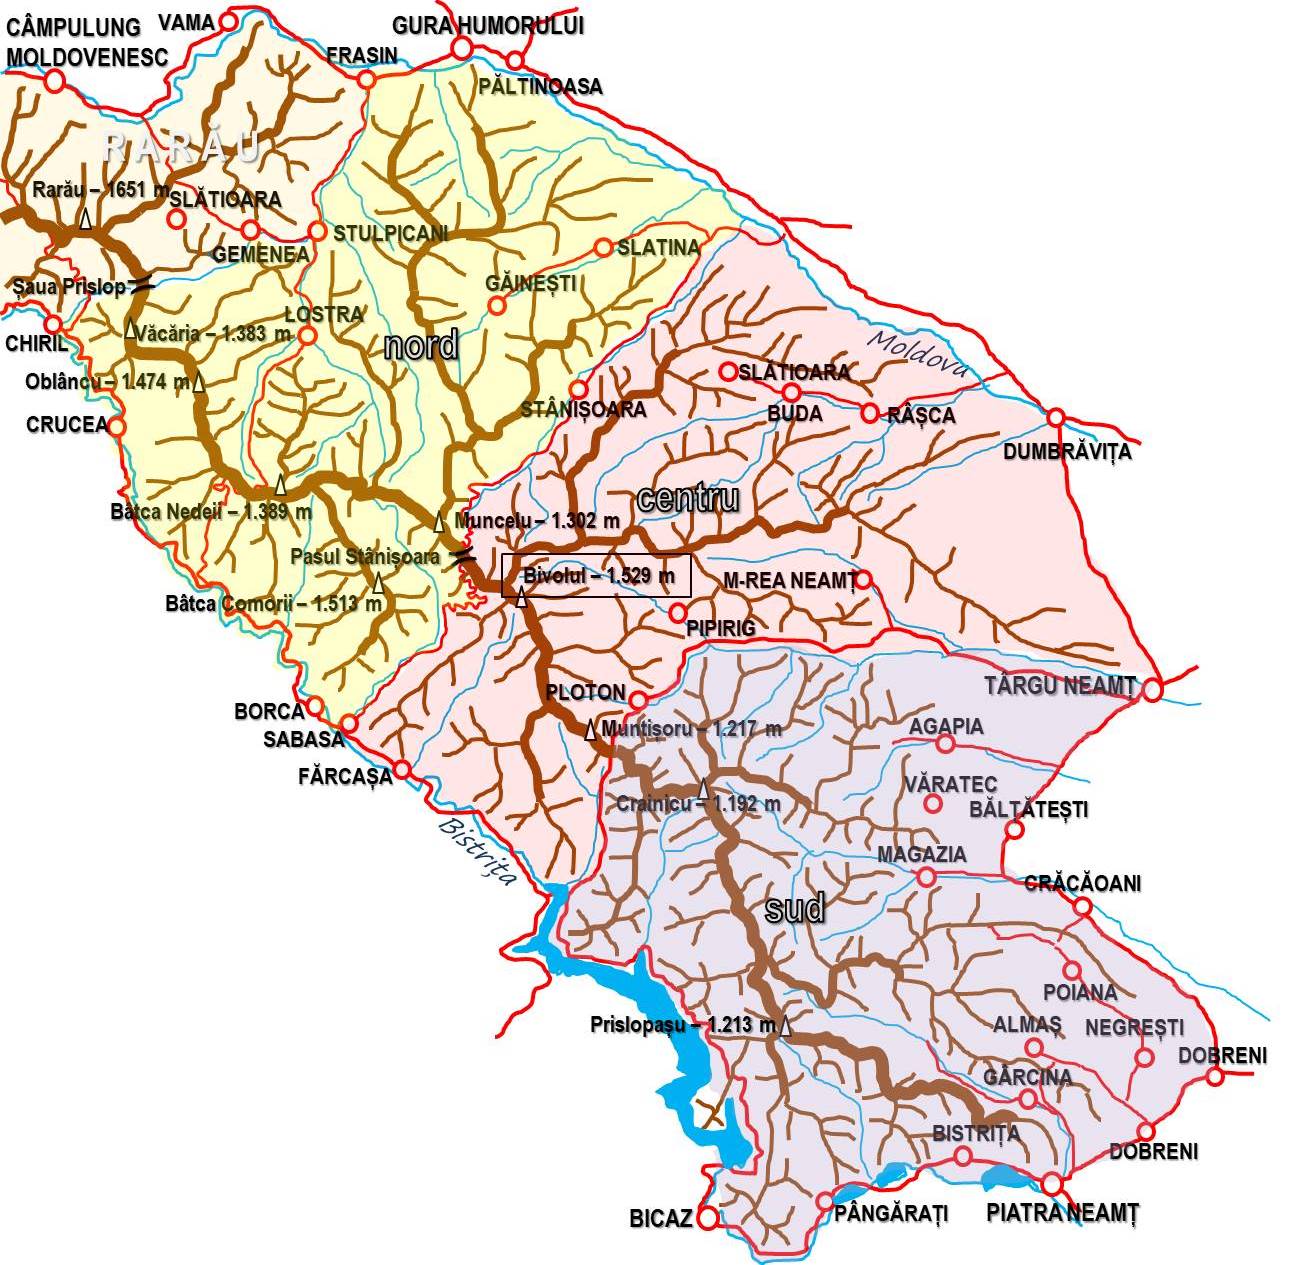 CÂMPULUNG
MOLDOVENESC
VAMA
GURA HUMORULUI
FRASIN
PĂLTINOASA
RARĂU
Rarău – 1651 m
SLĂTIOARA
GEMENEA
STULPICANI
SLATINA
Șaua Prislop
GĂINEȘTI
LOSTRA
CHIRIL
Văcăria – 1.383 m
nord
Moldova
Oblâncu – 1.474 m
SLĂTIOARA
STÂNIȘOARA
BUDA
RÂȘCA
CRUCEA
DUMBRĂVIȚA
centru
Bâtca Nedeii – 1.389 m
Muncelu – 1.302 m
Pasul Stânișoara
Bivolul – 1.529 m
M-REA NEAMȚ
Bâtca Comorii – 1.513 m
PIPIRIG
TÂRGU NEAMȚ
PLOTON
BORCA
SABASA
Muntișoru – 1.217 m
AGAPIA
FĂRCAȘA
VĂRATEC
Crainicu – 1.192 m
BĂLȚĂTEȘTI
Bistrița
MAGAZIA
CRĂCĂOANI
sud
POIANA
Prislopașu – 1.213 m
ALMAȘ
NEGREȘTI
DOBRENI
GÂRCINA
BISTRIȚA
DOBRENI
BICAZ
PÂNGĂRAȚI
PIATRA NEAMȚ